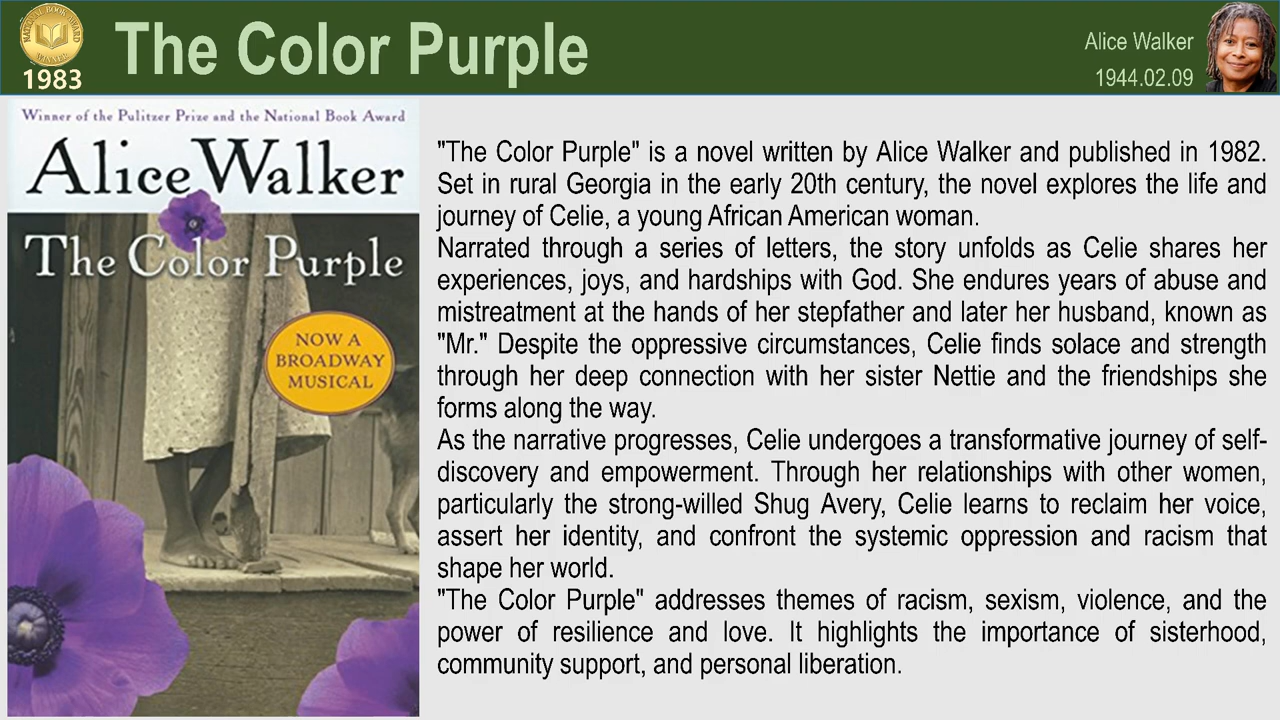 NATIONAL BOOK AWARD
WINNER
1983
The Color Purple
Alice Walker
1944.02.09
Winner of the Pulitzer Prize and the National Book Award
Alice Walker
The Color Purple
NOW A
BROADWAY
MUSICAL
"The Color Purple" is a novel written by Alice Walker and published in 1982.
Set in rural Georgia in the early 20th century, the novel explores the life and
journey of Celie, a young African American woman.
Narrated through a series of letters, the story unfolds as Celie shares her
experiences, joys, and hardships with God. She endures years of abuse and
mistreatment at the hands of her stepfather and later her husband, known as
"Mr." Despite the oppressive circumstances, Celie finds solace and strength
through her deep connection with her sister Nettie and the friendships she
forms along the way.
As the narrative progresses, Celie undergoes a transformative journey of self-
discovery and empowerment. Through her relationships with other women,
particularly the strong-willed Shug Avery, Celie learns to reclaim her voice,
assert her identity, and confront the systemic oppression and racism that
shape her world.
"The Color Purple" addresses themes of racism, sexism, violence, and the
power of resilience and love. It highlights the importance of sisterhood,
community support, and personal liberation.